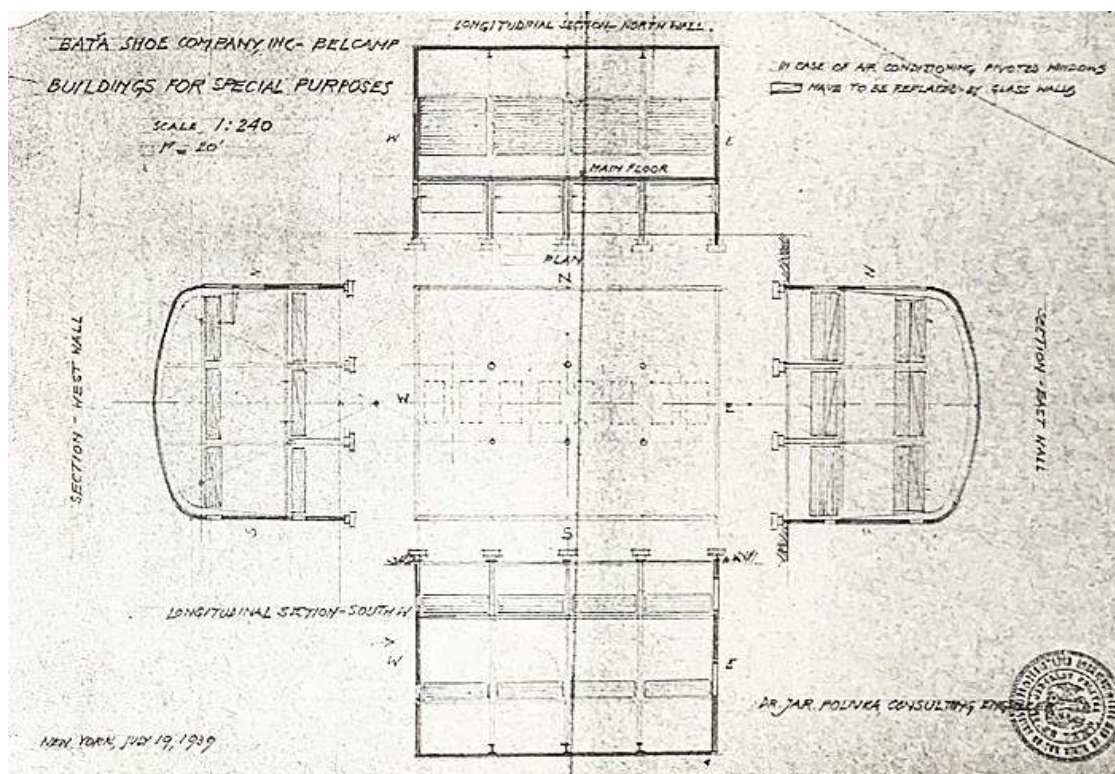 LONGITUDINAL SECTION - NORTH WALL.
BATA SHOE COMPANY, INC - BELCAMP
BUILDINGS FOR SPECIAL PURPOSES
SCALE 1:240
1" = 20'
IN CASE OF AIR CONDITIONING PIVOTED WINDOWS
HAVE TO BE REPLACED BY GLASS WALLS
W
E
MAIN FLOOR
PLAN
N
N
N
SECTION - WEST WALL
W
E
SECTION - EAST WALL
S
S
LONGITUDINAL SECTION - SOUTH W
W
E
DR. JAR. POLIVKA, CONSULTING
NEW YORK, JULY 19, 1939